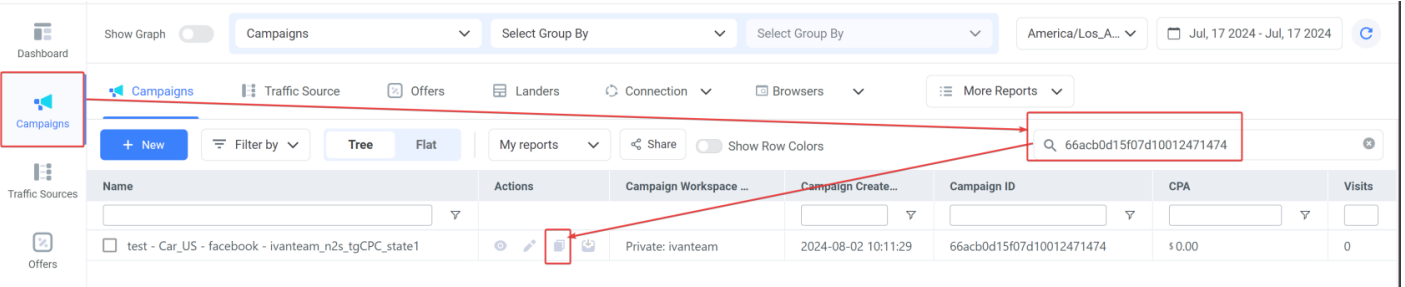 Dashboard
Campaigns
Traffic Sources
Offers
Show Graph
Campaigns
Select Group By
Select Group By
America/Los_A...
Jul, 17 2024 - Jul, 17 2024
Campaigns
Traffic Source
Offers
Landers
Connection
Browsers
More Reports
+ New
Filter by
Tree
Flat
My reports
Share
Show Row Colors
66acb0d15f07d10012471474
Name
Actions
Campaign Workspace ...
Campaign Create...
Campaign ID
CPA
Visits
test - Car_US - facebook - ivanteam_n2s_tgCPC_state1
Private: ivanteam
2024-08-02 10:11:29
66acb0d15f07d10012471474
$ 0.00
0